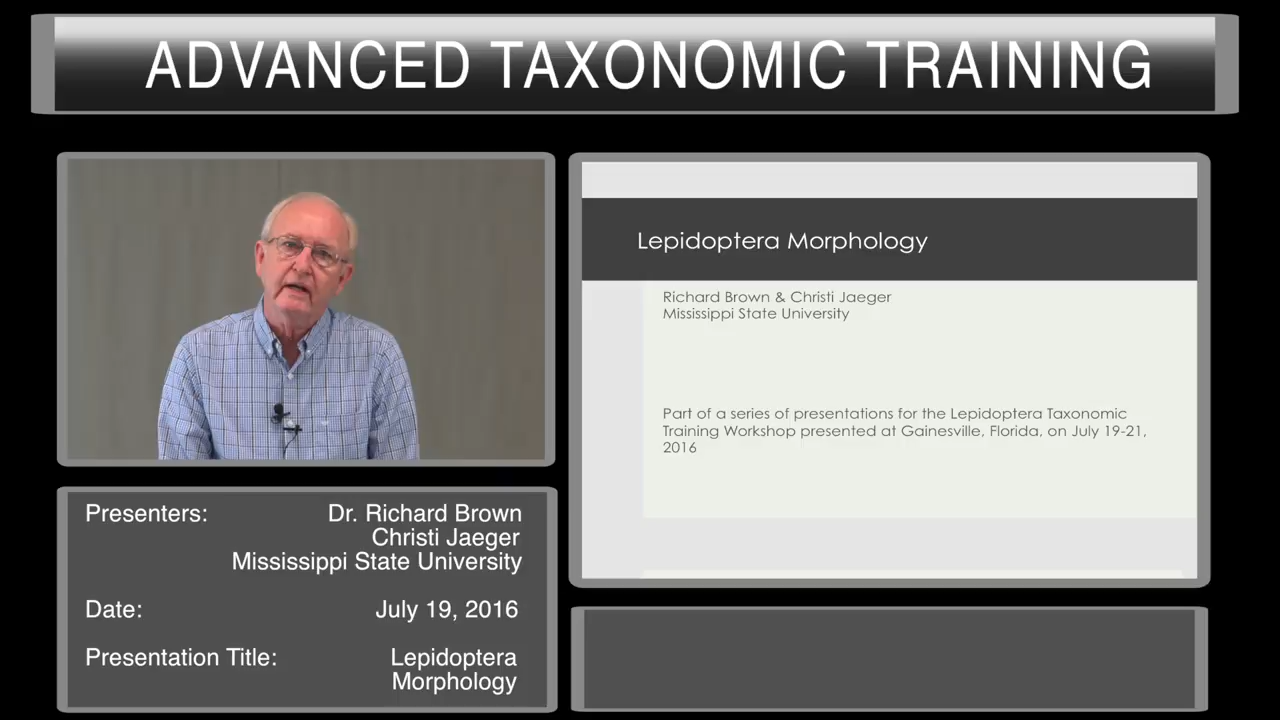 ADVANCED TAXONOMIC TRAINING
Lepidoptera Morphology
Richard Brown & Christi Jaeger
Mississippi State University
Part of a series of presentations for the Lepidoptera Taxonomic
Training Workshop presented at Gainesville, Florida, on July 19-21,
2016
Presenters: Dr. Richard Brown
Christi Jaeger
Mississippi State University
Date: July 19, 2016
Presentation Title: Lepidoptera
Morphology